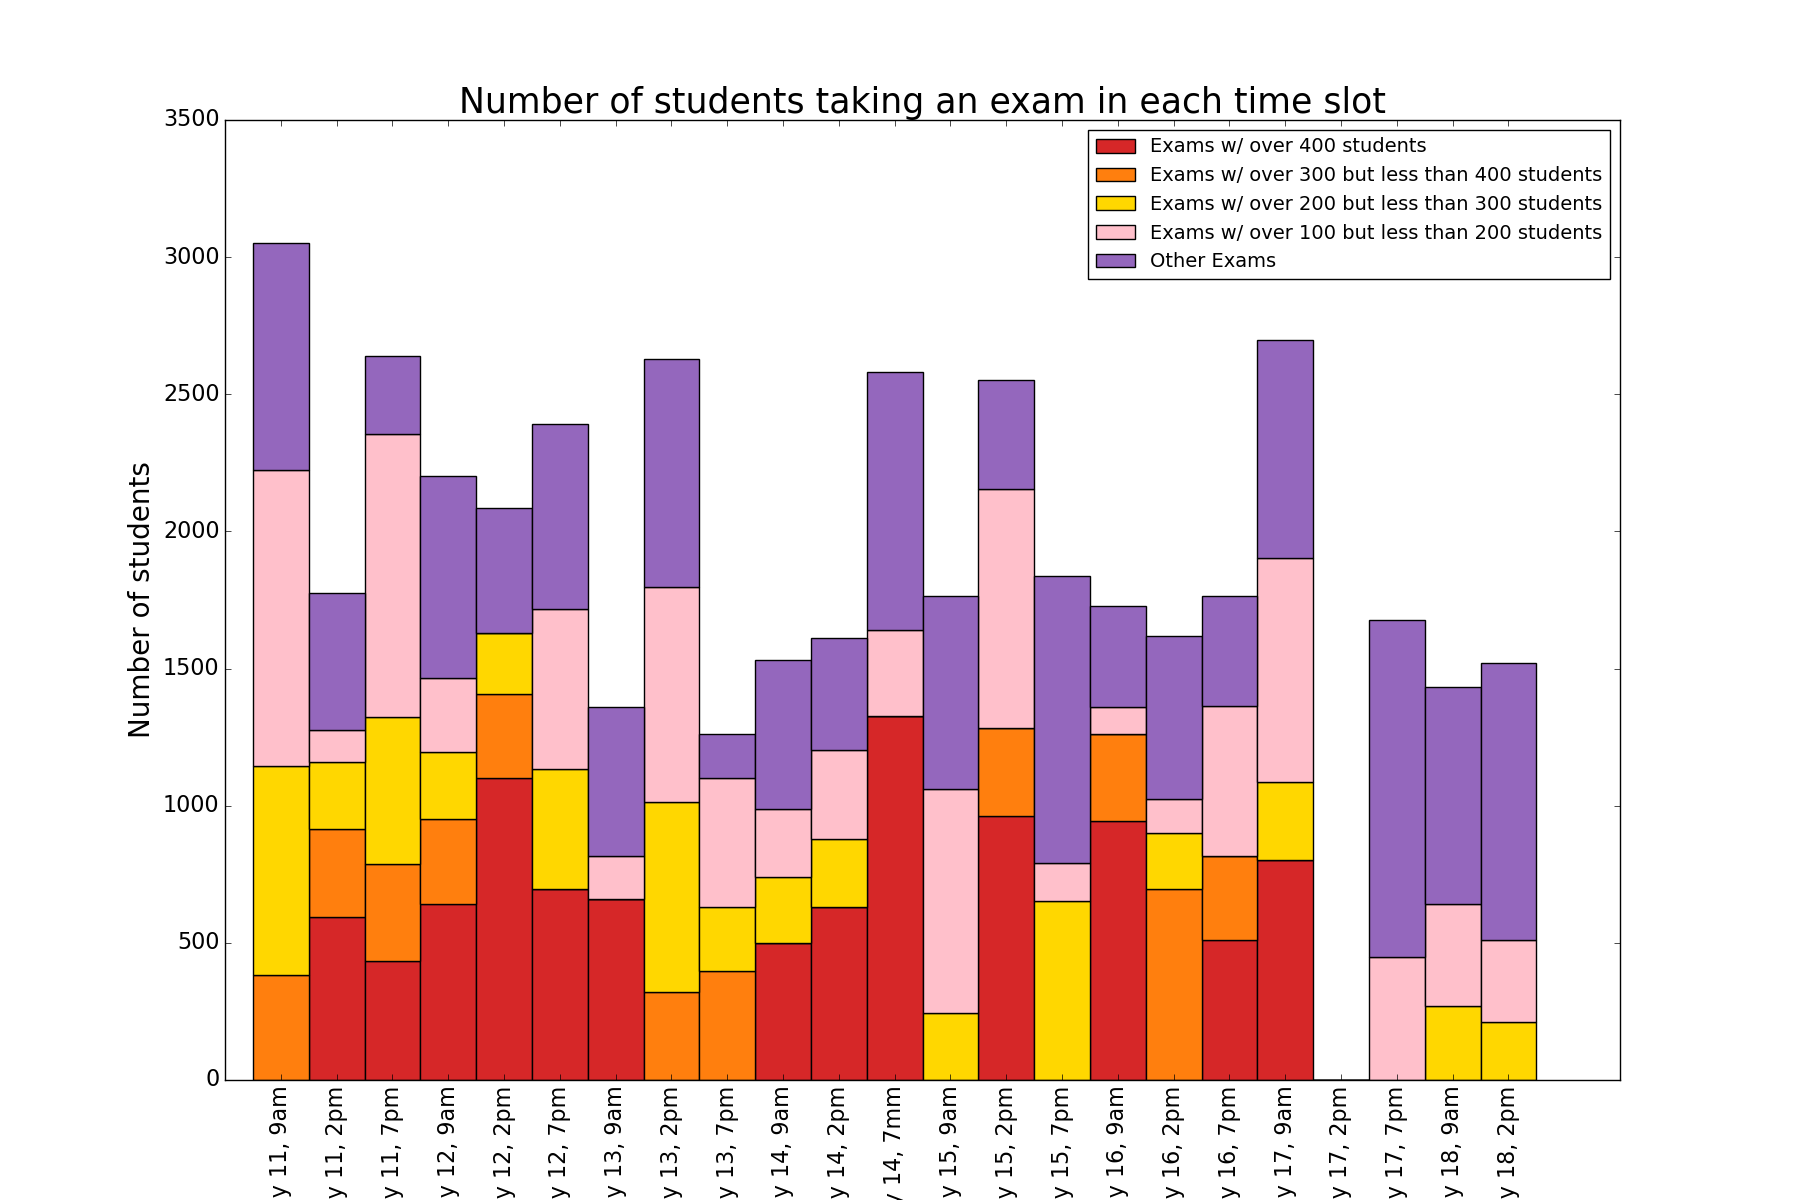 Number of students taking an exam in each time slot
Exams w/ over 400 students
Exams w/ over 300 but less than 400 students
Exams w/ over 200 but less than 300 students
Exams w/ over 100 but less than 200 students
Other Exams
Number of students
3500
3000
2500
2000
1500
1000
500
0
y 11, 9am
y 11, 2pm
y 11, 7pm
y 12, 9am
y 12, 2pm
y 12, 7pm
y 13, 9am
y 13, 2pm
y 13, 7pm
y 14, 9am
y 14, 2pm
y 14, 7mm
y 15, 9am
y 15, 2pm
y 15, 7pm
y 16, 9am
y 16, 2pm
y 16, 7pm
y 17, 9am
y 17, 2pm
y 17, 7pm
y 18, 9am
y 18, 2pm